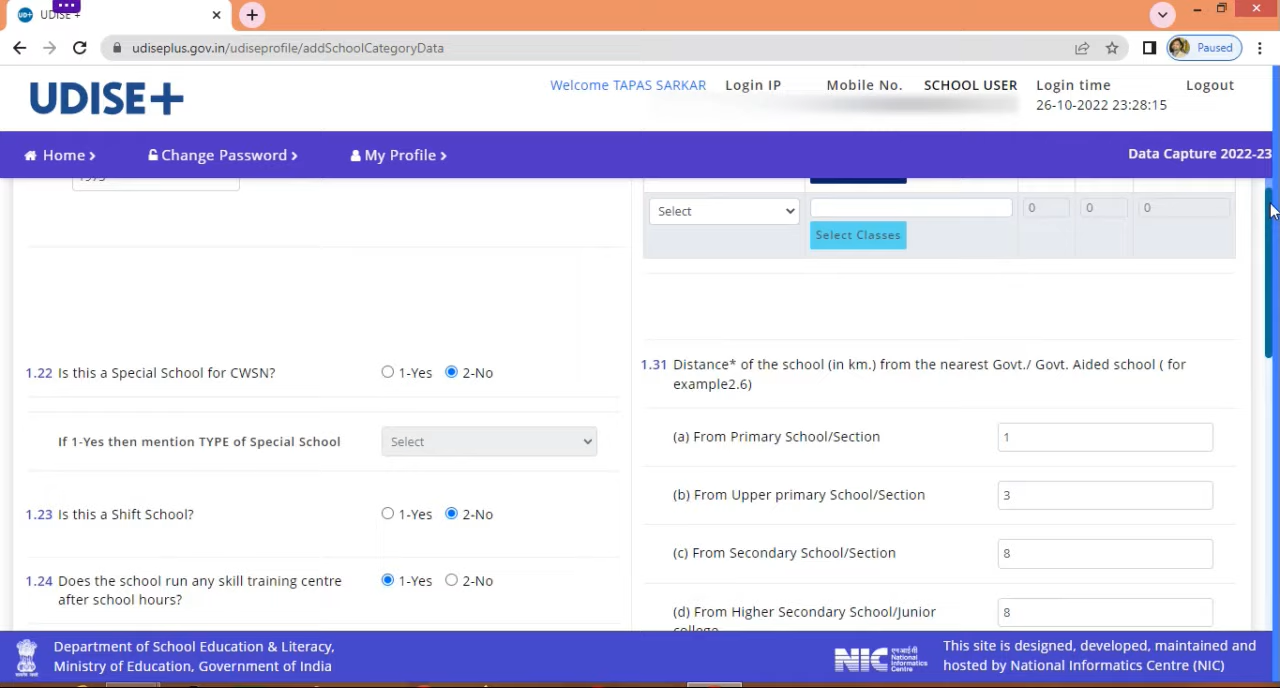 UDISE +
udiseplus.gov.in/udiseprofile/addSchoolCategoryData
Paused
UDISE+
Welcome TAPAS SARKAR
Login IP
Mobile No.
SCHOOL USER
Login time
26-10-2022 23:28:15
Logout
Home
Change Password
My Profile
Data Capture 2022-23
Select
0
0
0
Select Classes
1.22 Is this a Special School for CWSN?
1-Yes
2-No
If 1-Yes then mention TYPE of Special School
Select
1.23 Is this a Shift School?
1-Yes
2-No
1.24 Does the school run any skill training centre
after school hours?
1-Yes
2-No
1.31 Distance* of the school (in km.) from the nearest Govt./ Govt. Aided school ( for
example2.6)
(a) From Primary School/Section
1
(b) From Upper primary School/Section
3
(c) From Secondary School/Section
8
(d) From Higher Secondary School/Junior
college
8
Department of School Education & Literacy,
Ministry of Education, Government of India
NIC
एन आई सी
National
Informatics
Centre
This site is designed, developed, maintained and
hosted by National Informatics Centre (NIC)